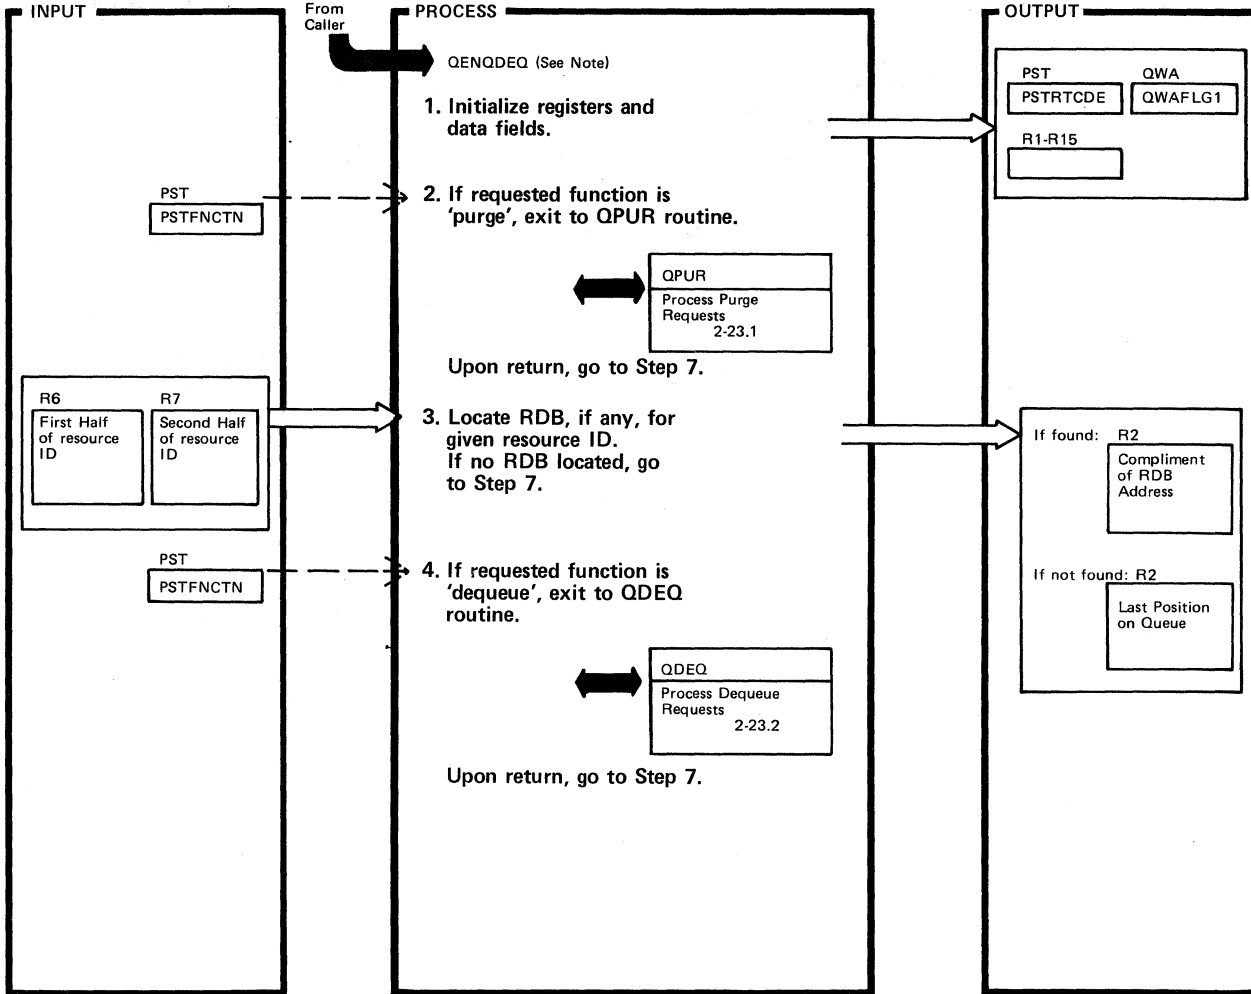 INPUT
From
Caller
PROCESS
OUTPUT
QENQDEQ (See Note)
1. Initialize registers and
data fields.
PST
QWA
PSTRTCDE
QWAFLG1
R1-R15
PST
PSTFNCTN
2. If requested function is
'purge', exit to QPUR routine.
QPUR
Process Purge
Requests
2-23.1
Upon return, go to Step 7.
R6
R7
First Half
of resource
ID
Second Half
of resource
ID
3. Locate RDB, if any, for
given resource ID.
If no RDB located, go
to Step 7.
If found: R2
Compliment
of RDB
Address
PST
PSTFNCTN
4. If requested function is
'dequeue', exit to QDEQ
routine.
If not found: R2
Last Position
on Queue
QDEQ
Process Dequeue
Requests
2-23.2
Upon return, go to Step 7.